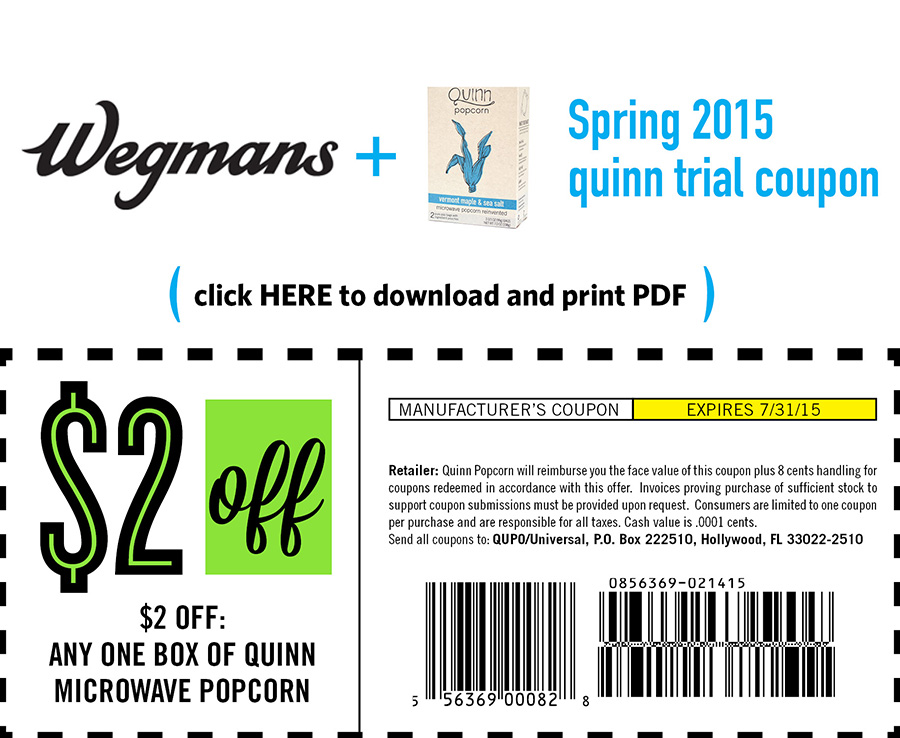 Wegmans
+
Quinn
popcorn
vermont maple & sea salt
microwave popcorn reinvented
2
Spring 2015
quinn trial coupon
( click HERE to download and print PDF )
$2 off
$2 OFF:
ANY ONE BOX OF QUINN
MICROWAVE POPCORN
MANUFACTURER'S COUPON EXPIRES 7/31/15
Retailer: Quinn Popcorn will reimburse you the face value of this coupon plus 8 cents handling for
coupons redeemed in accordance with this offer. Invoices proving purchase of sufficient stock to
support coupon submissions must be provided upon request. Consumers are limited to one coupon
per purchase and are responsible for all taxes. Cash value is .0001 cents.
Send all coupons to: QUPO/Universal, P.O. Box 222510, Hollywood, FL 33022-2510
0856369-021415
5 56369 00082 8